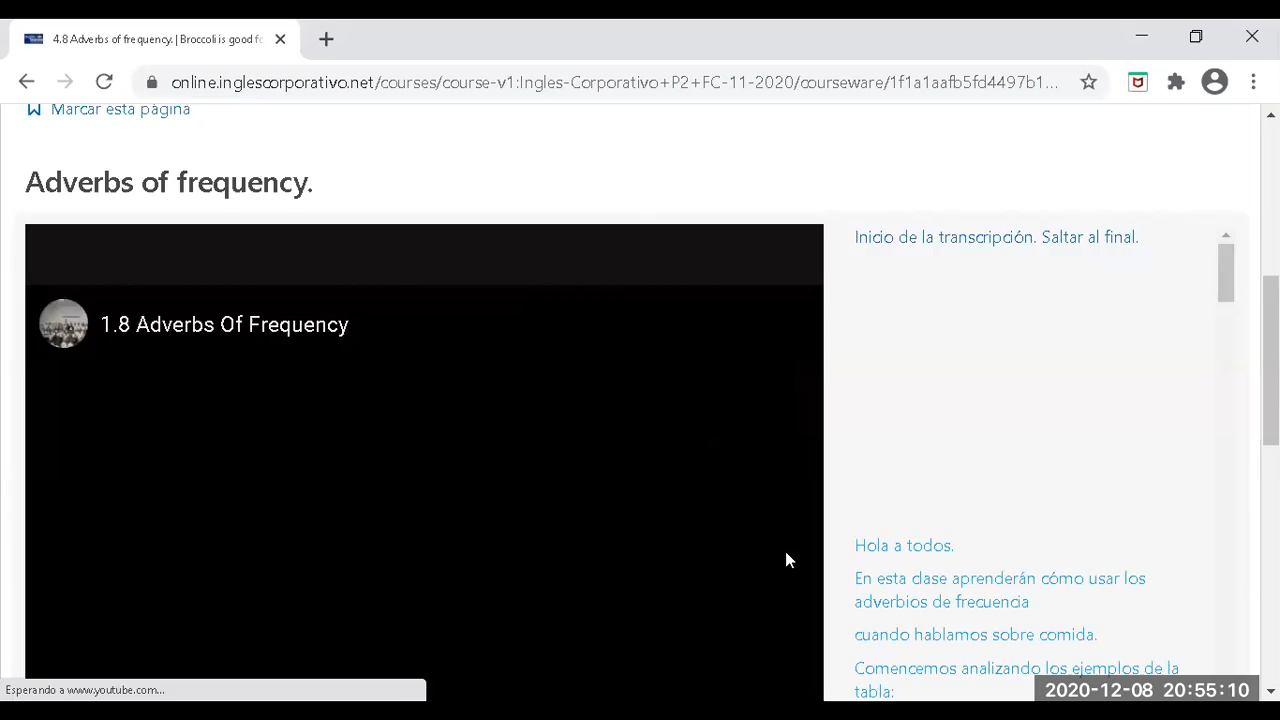 4.8 Adverbs of frequency. | Broccoli is good fo
online.inglescorporativo.net/courses/course-v1:Ingles-Corporativo+P2+FC-11-2020/courseware/1f1a1aafb5fd4497b1...
Marcar esta página
Adverbs of frequency.
1.8 Adverbs Of Frequency
Inicio de la transcripción. Saltar al final.
Hola a todos.
En esta clase aprenderán cómo usar los
adverbios de frecuencia
cuando hablamos sobre comida.
Comencemos analizando los ejemplos de la
tabla:
Esperando a www.youtube.com...
2020-12-08 20:55:10